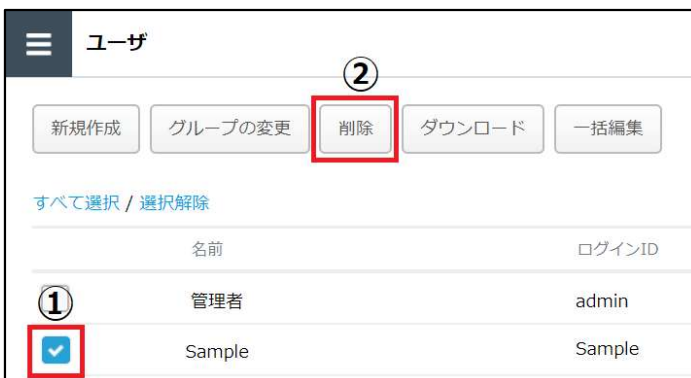 ユーザ
②
新規作成 グループの変更 削除 ダウンロード 一括編集
すべて選択 / 選択解除
名前 ログインID
① 管理者 admin
Sample Sample